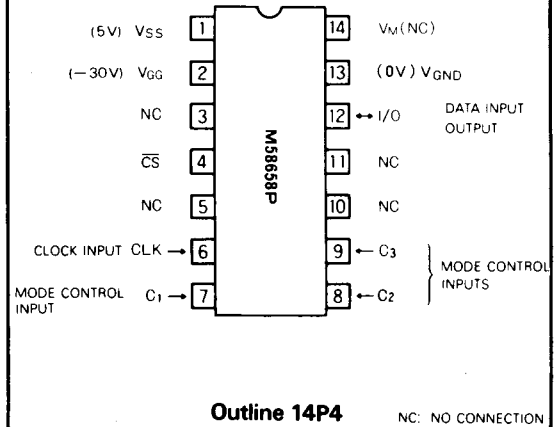 (5V) VSS 1 14 VM(NC)
(−30V) VGG 2 13 (0V) VGND
NC 3 12 ↔ I/O DATA INPUT
OUTPUT
C̅S̅ 4 11 NC
M58658P
NC 5 10 NC
CLOCK INPUT CLK → 6 9 ← C3
MODE CONTROL
INPUTS
MODE CONTROL
INPUT
C1 → 7 8 ← C2
Outline 14P4
NC: NO CONNECTION